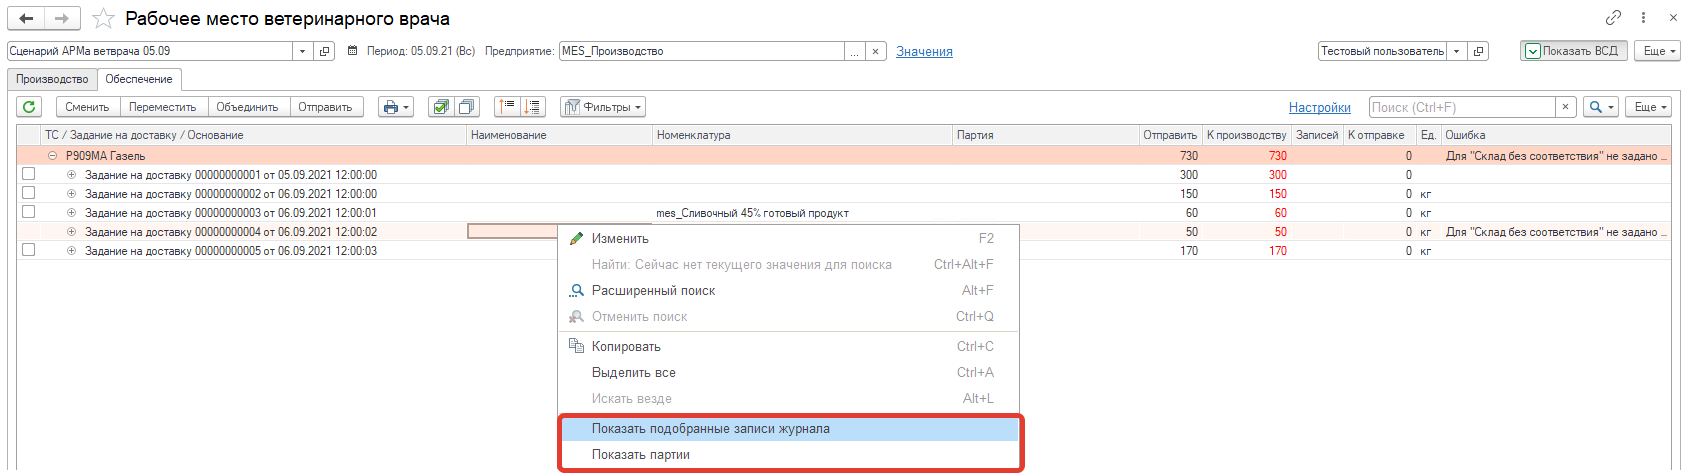 Рабочее место ветеринарного врача
Сценарий АРМа ветврача 05.09 Период: 05.09.21 (Вс) Предприятие: MES_Производство ... × Значения Тестовый пользователь Показать ВСД Еще
Производство Обеспечение
Сменить Переместить Объединить Отправить Фильтры Настройки Поиск (Ctrl+F) × Еще
ТС / Задание на доставку / Основание Наименование Номенклатура Партия Отправить К производству Записей К отправке Ед. Ошибка
Р909МА Газель 730 730 0 Для "Склад без соответствия" не задано ...
Задание на доставку 00000000001 от 05.09.2021 12:00:00 300 300 0
Задание на доставку 00000000002 от 06.09.2021 12:00:00 150 150 0 кг
Задание на доставку 00000000003 от 06.09.2021 12:00:01 mes_Сливочный 45% готовый продукт 60 60 0 кг
Задание на доставку 00000000004 от 06.09.2021 12:00:02 50 50 0 кг Для "Склад без соответствия" не задано ...
Задание на доставку 00000000005 от 06.09.2021 12:00:03 170 170 0 кг
Изменить F2
Найти: Сейчас нет текущего значения для поиска Ctrl+Alt+F
Расширенный поиск Alt+F
Отменить поиск Ctrl+Q
Копировать Ctrl+C
Выделить все Ctrl+A
Искать везде Alt+L
Показать подобранные записи журнала
Показать партии